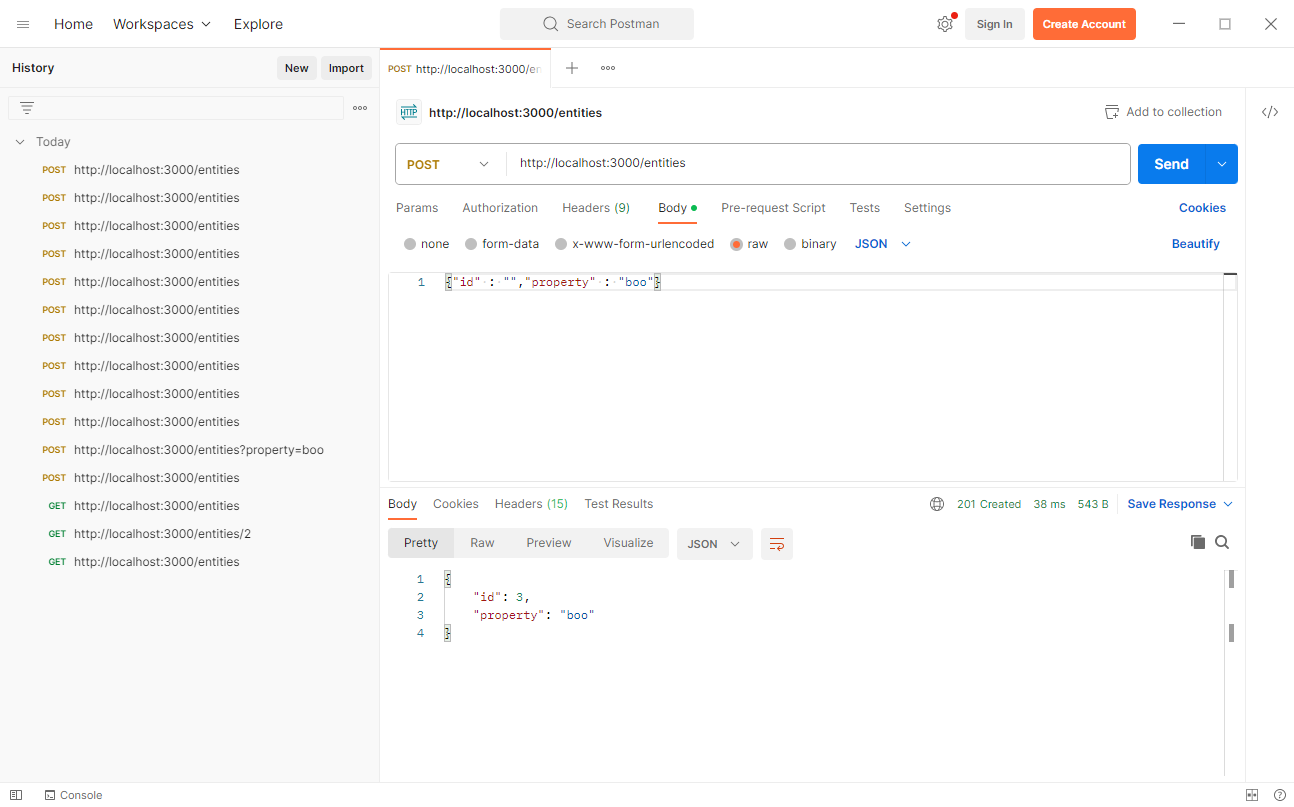 Home Workspaces Explore Search Postman Sign In Create Account
History New Import
POST http://localhost:3000/en
http://localhost:3000/entities Add to collection
Today
POST http://localhost:3000/entities
POST http://localhost:3000/entities
POST http://localhost:3000/entities
POST http://localhost:3000/entities
POST http://localhost:3000/entities
POST http://localhost:3000/entities
POST http://localhost:3000/entities
POST http://localhost:3000/entities
POST http://localhost:3000/entities
POST http://localhost:3000/entities
POST http://localhost:3000/entities?property=boo
POST http://localhost:3000/entities
GET http://localhost:3000/entities
GET http://localhost:3000/entities/2
GET http://localhost:3000/entities
HTTP
POST http://localhost:3000/entities Send
Params Authorization Headers (9) Body Pre-request Script Tests Settings Cookies
none form-data x-www-form-urlencoded raw binary JSON Beautify
1 {"id" : "","property" : "boo"}
Body Cookies Headers (15) Test Results 201 Created 38 ms 543 B Save Response
Pretty Raw Preview Visualize JSON
1 {
2 "id": 3,
3 "property": "boo"
4 }
Console